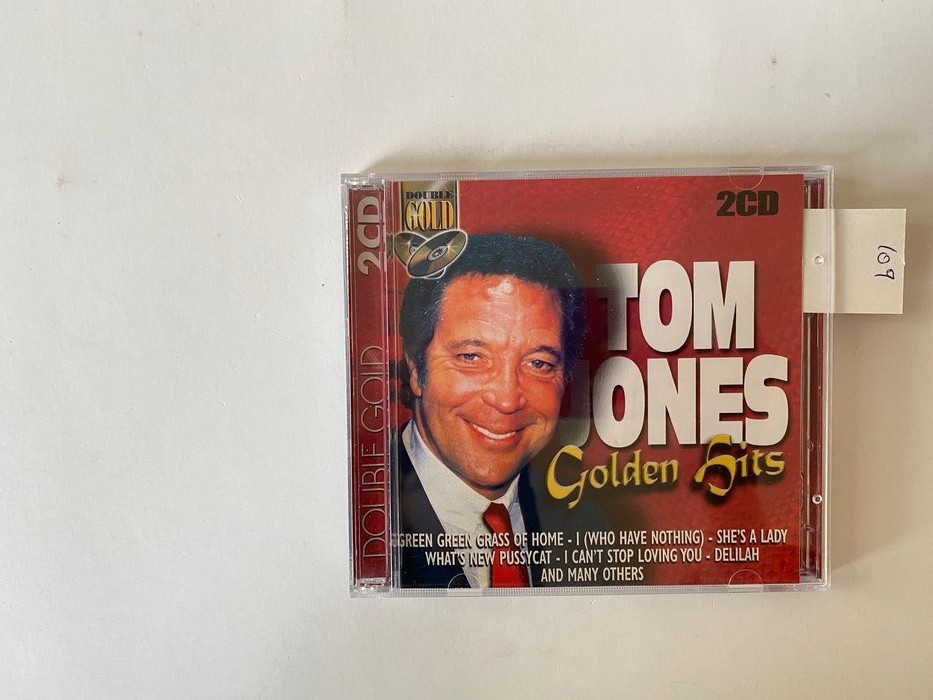 2CD
DOUBLE GOLD
DOUBLE
GOLD
2CD
TOM
JONES
Golden Hits
GREEN GREEN GRASS OF HOME - I (WHO HAVE NOTHING) - SHE'S A LADY
WHAT'S NEW PUSSYCAT - I CAN'T STOP LOVING YOU - DELILAH
AND MANY OTHERS
109